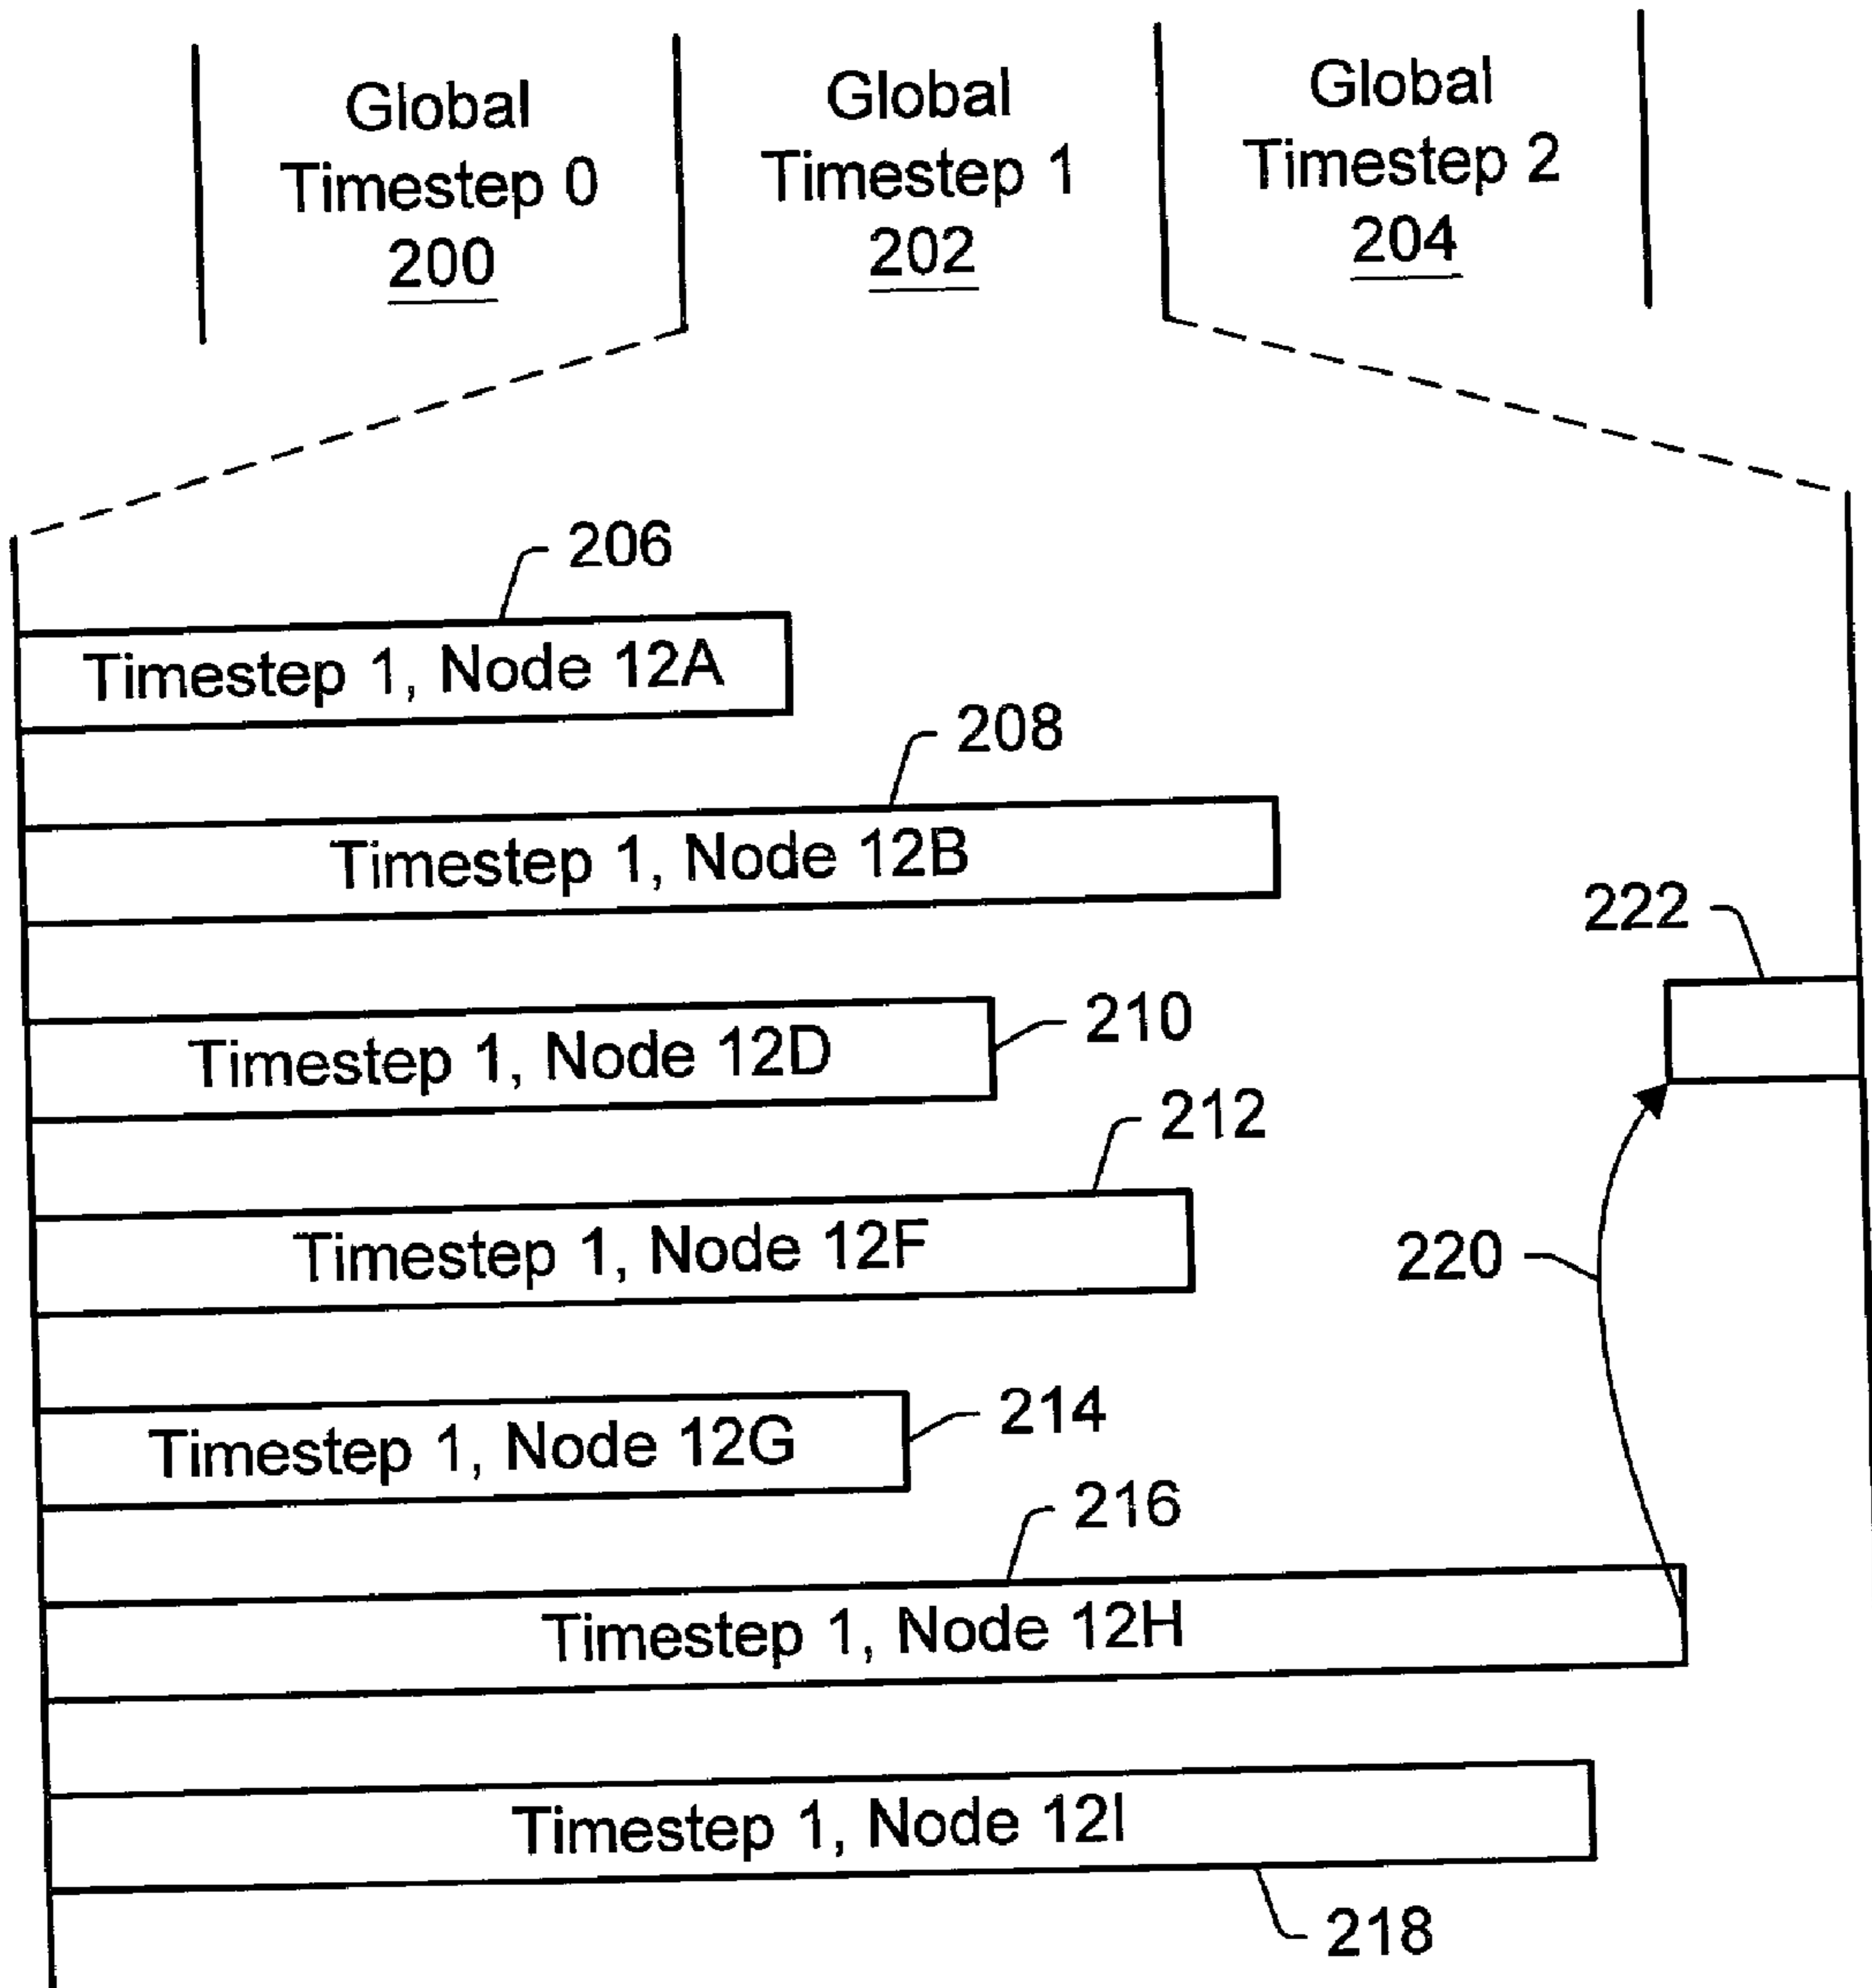 Global
Timestep 0
200
Global
Timestep 1
202
Global
Timestep 2
204
206
Timestep 1, Node 12A
208
Timestep 1, Node 12B
222
210
Timestep 1, Node 12D
212
Timestep 1, Node 12F
220
214
Timestep 1, Node 12G
216
Timestep 1, Node 12H
Timestep 1, Node 12I
218